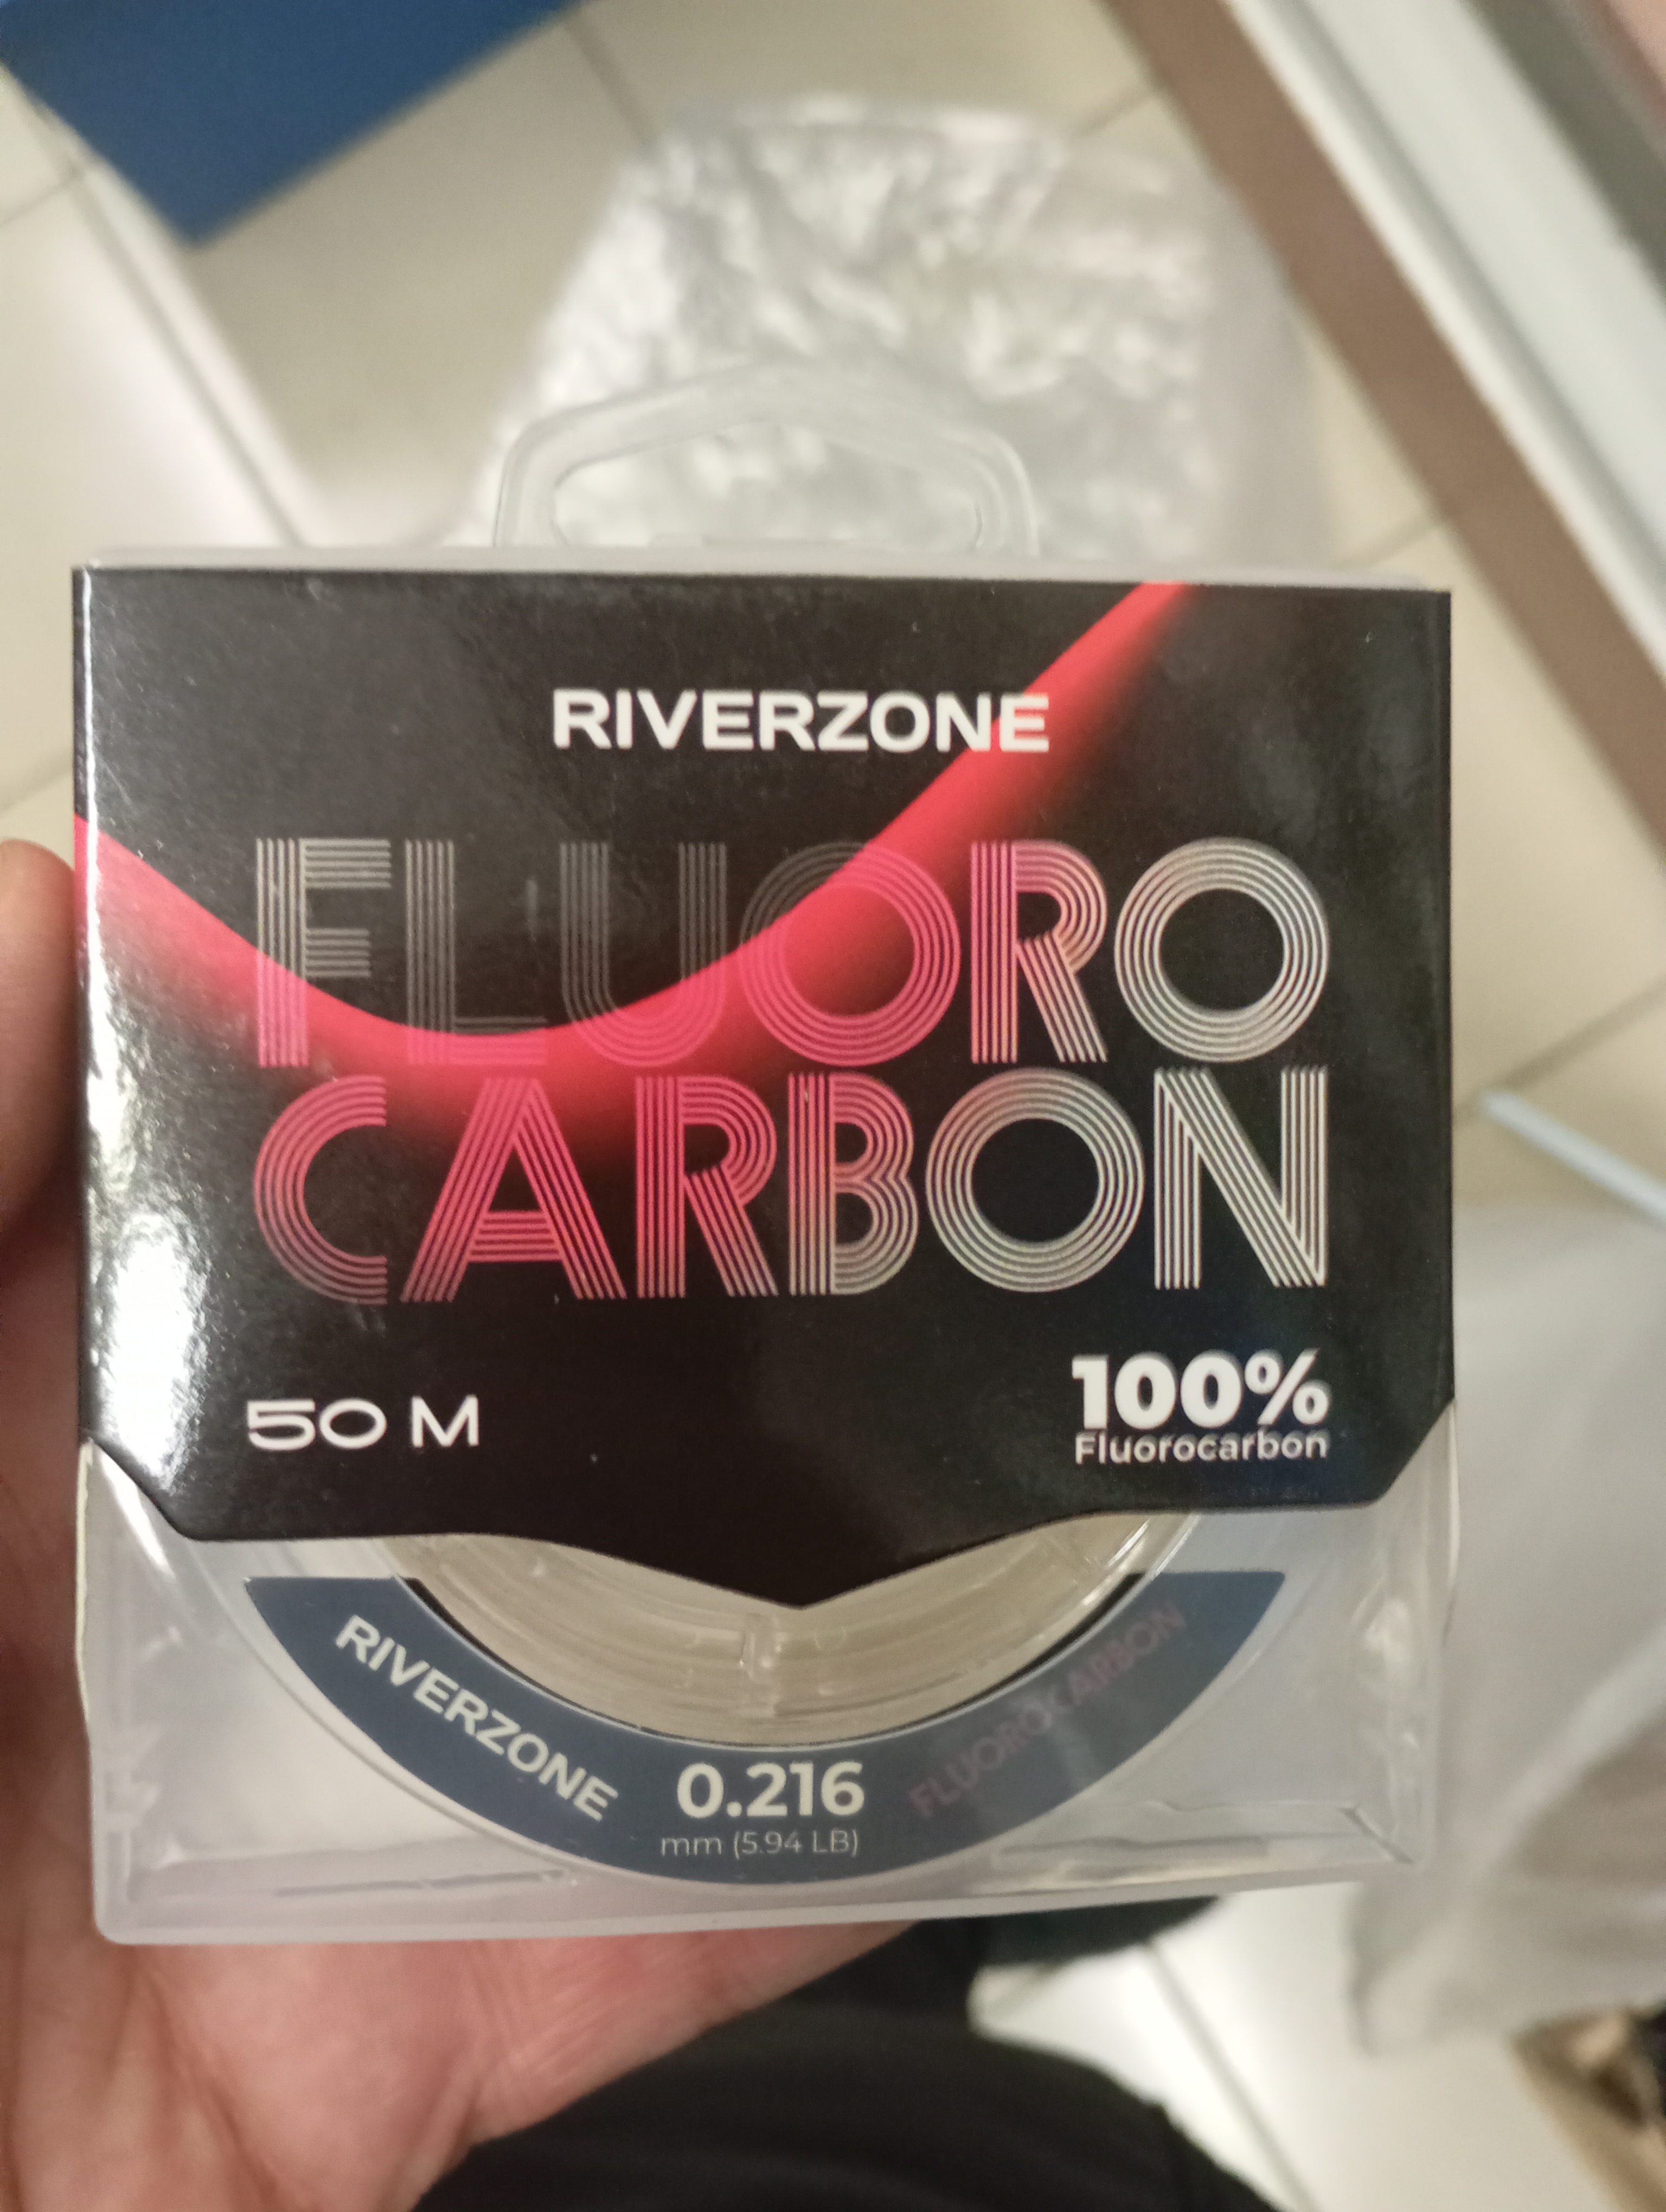 RIVERZONE
FLUORO
CARBON
50 M
100%
Fluorocarbon
RIVERZONE
0.216
mm (5.94 LB)
FLUOROCARBON